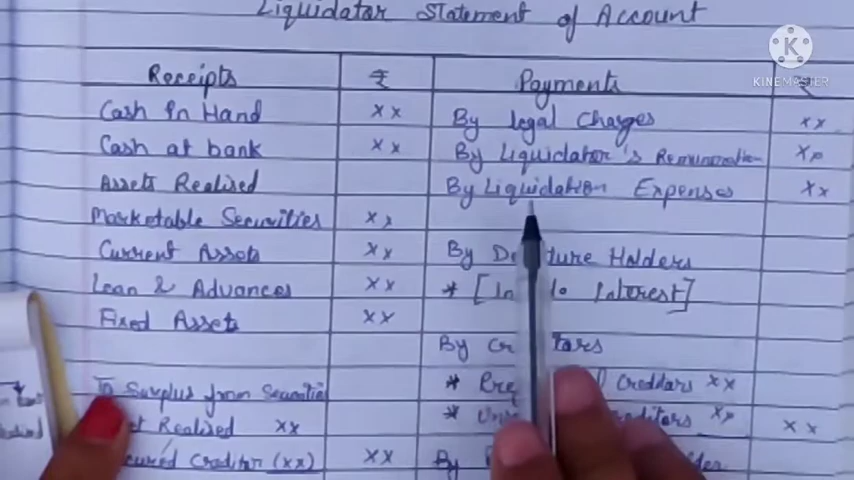 Liquidator Statement of Account
KINEMASTER
Receipts ₹ Payments ₹
Cash In Hand xx By legal Charges xx
Cash at bank xx By Liquidator's Remuneration xx
Assets Realised By Liquidation Expenses xx
Marketable Securities xx
Current Assets xx By Holders
Loan & Advances xx * [ Interest]
Fixed Assets xx
By
To Surplus from Securities * Creditors xx
Realised xx * xx xx
Creditor (xx) xx By